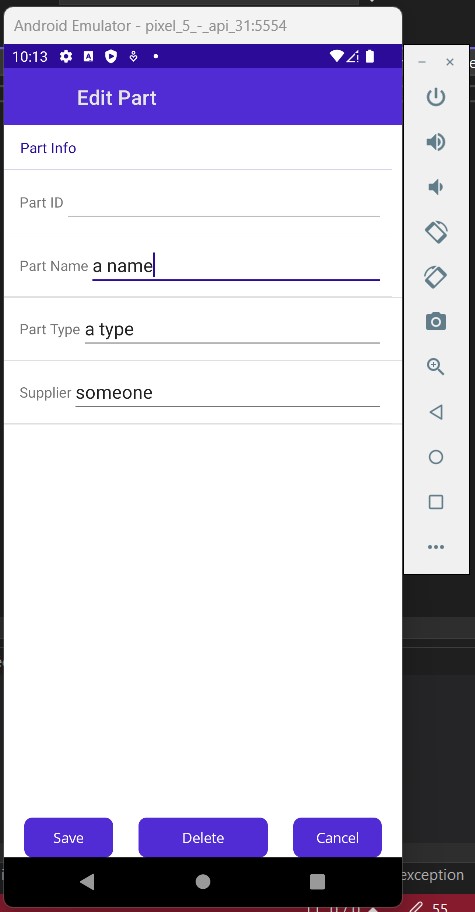 Android Emulator - pixel_5_-_api_31:5554
10:13
Edit Part
Part Info
Part ID
Part Name a name
Part Type a type
Supplier someone
Save Delete Cancel
exception
55